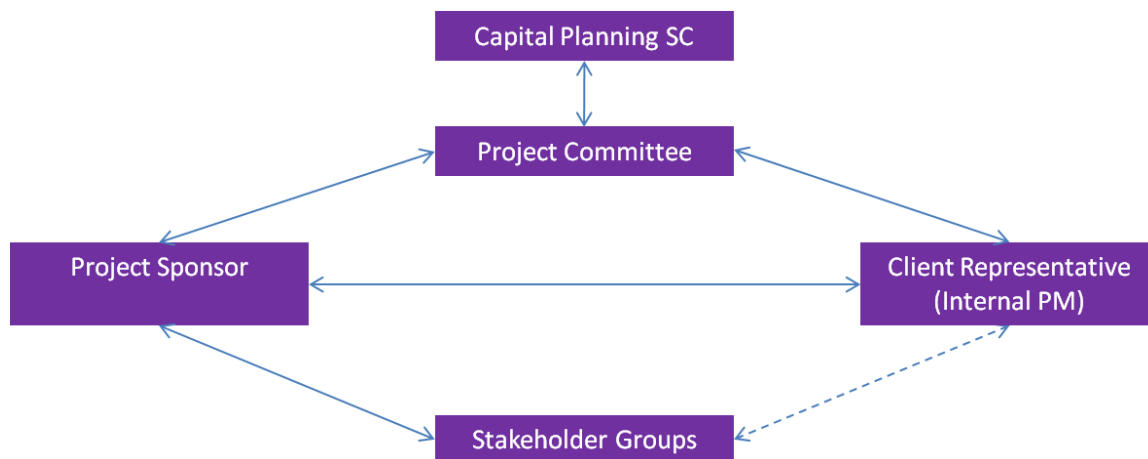 Capital Planning SC
Project Committee
Project Sponsor
Client Representative
(Internal PM)
Stakeholder Groups